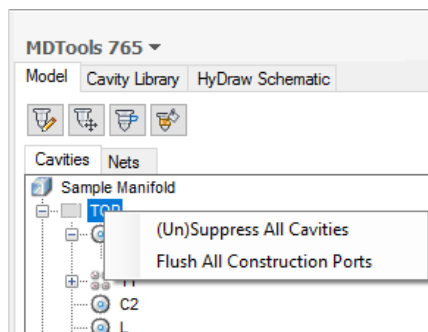 MDTools 765
Model Cavity Library HyDraw Schematic
Cavities Nets
Sample Manifold
TOP
(Un)Suppress All Cavities
Flush All Construction Ports
C2
L